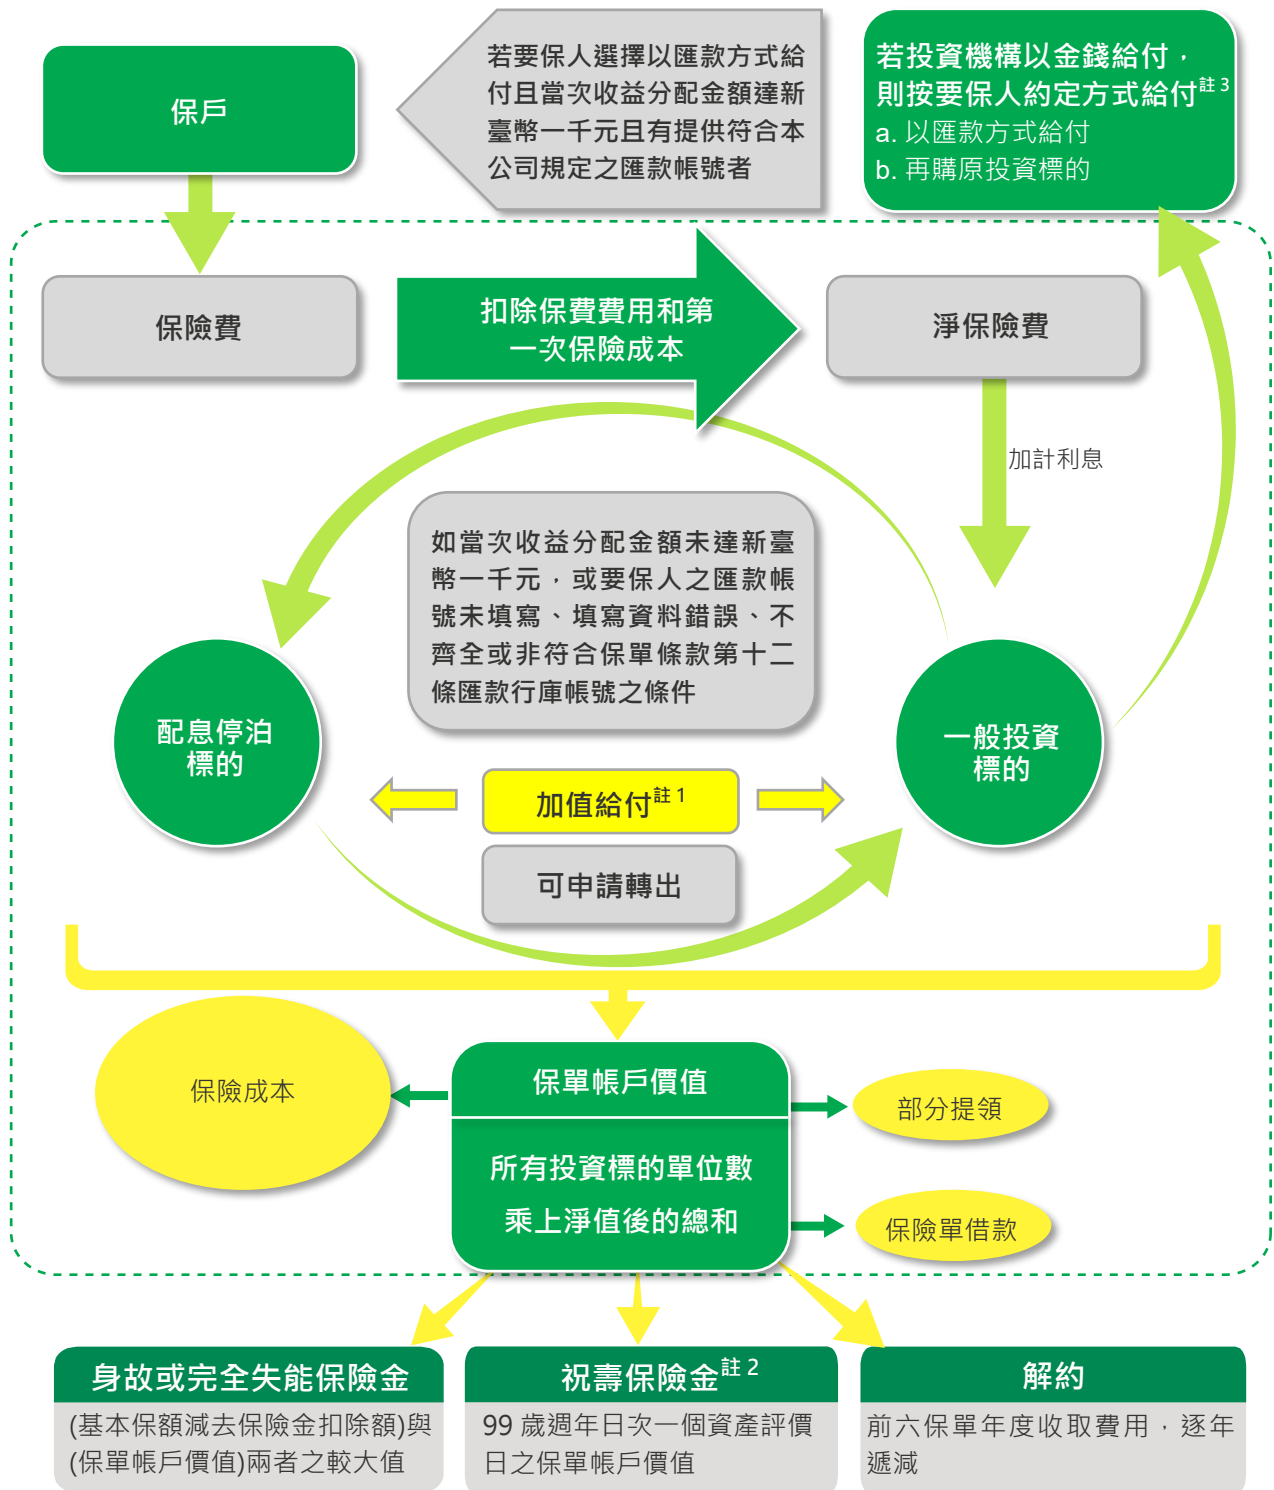 保戶
若要保人選擇以匯款方式給
付且當次收益分配金額達新
臺幣一千元且有提供符合本
公司規定之匯款帳號者
若投資機構以金錢給付，
則按要保人約定方式給付註3
a. 以匯款方式給付
b. 再購原投資標的
保險費
扣除保費費用和第
一次保險成本
淨保險費
加計利息
如當次收益分配金額未達新臺
幣一千元，或要保人之匯款帳
號未填寫、填寫資料錯誤、不
齊全或非符合保單條款第十二
條匯款行庫帳號之條件
配息停泊
標的
一般投資
標的
加值給付註1
可申請轉出
保險成本
保單帳戶價值
所有投資標的單位數
乘上淨值後的總和
部分提領
保險單借款
身故或完全失能保險金
(基本保額減去保險金扣除額)與
(保單帳戶價值)兩者之較大值
祝壽保險金註2
99 歲週年日次一個資產評價
日之保單帳戶價值
解約
前六保單年度收取費用，逐年
遞減